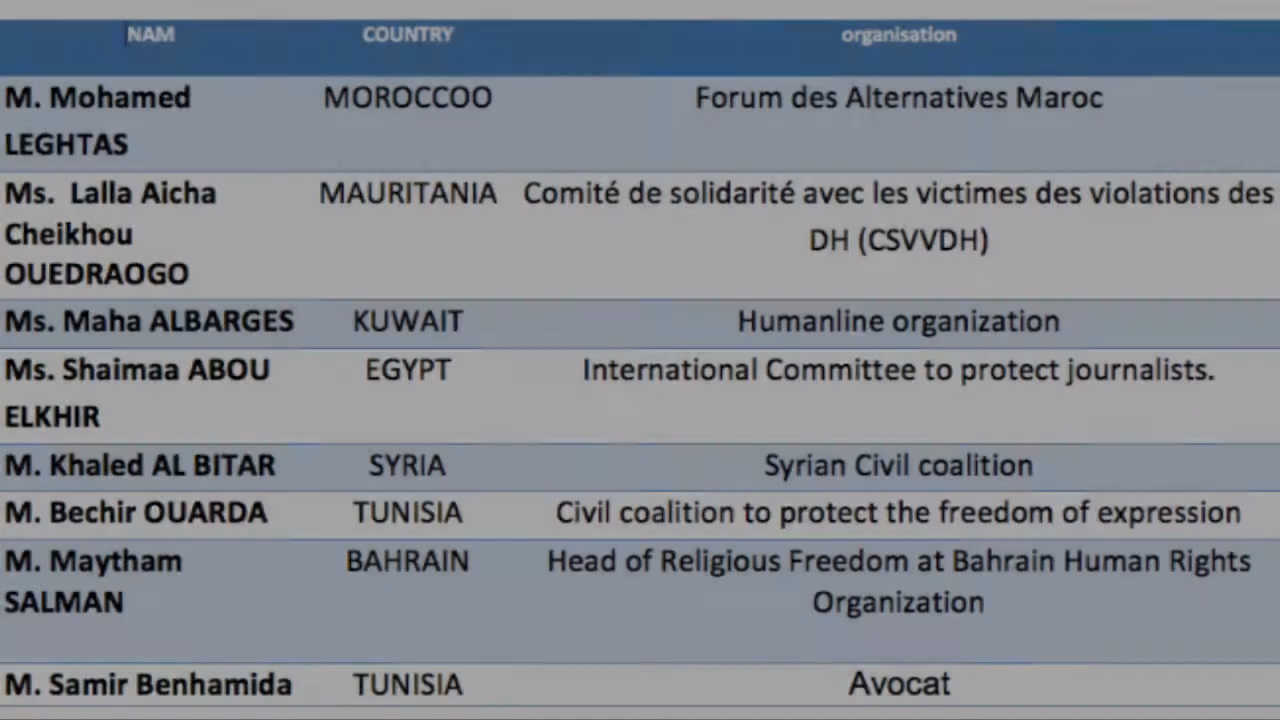 NAM COUNTRY organisation
M. Mohamed MOROCCOO Forum des Alternatives Maroc
LEGHTAS
Ms. Lalla Aicha MAURITANIA Comité de solidarité avec les victimes des violations des
Cheikhou DH (CSVVDH)
OUEDRAOGO
Ms. Maha ALBARGES KUWAIT Humanline organization
Ms. Shaimaa ABOU EGYPT International Committee to protect journalists.
ELKHIR
M. Khaled AL BITAR SYRIA Syrian Civil coalition
M. Bechir OUARDA TUNISIA Civil coalition to protect the freedom of expression
M. Maytham BAHRAIN Head of Religious Freedom at Bahrain Human Rights
SALMAN Organization
M. Samir Benhamida TUNISIA Avocat